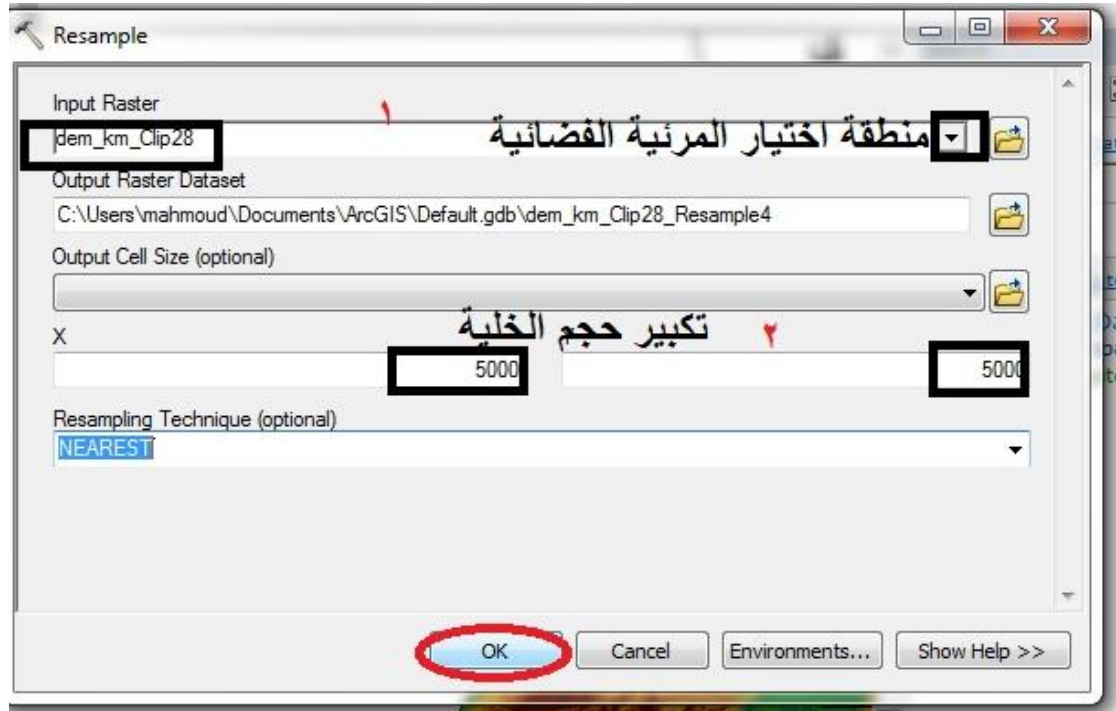 Resample
Input Raster
١
dem_km_Clip28
منطقة اختيار المرئية الفضائية
Output Raster Dataset
C:\Users\mahmoud\Documents\ArcGIS\Default.gdb\dem_km_Clip28_Resample4
Output Cell Size (optional)
٢ تكبير حجم الخلية
X
5000 5000
Resampling Technique (optional)
NEAREST
OK Cancel Environments... Show Help >>